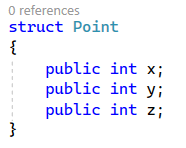 0 references
struct Point
{
    public int x;
    public int y;
    public int z;
}